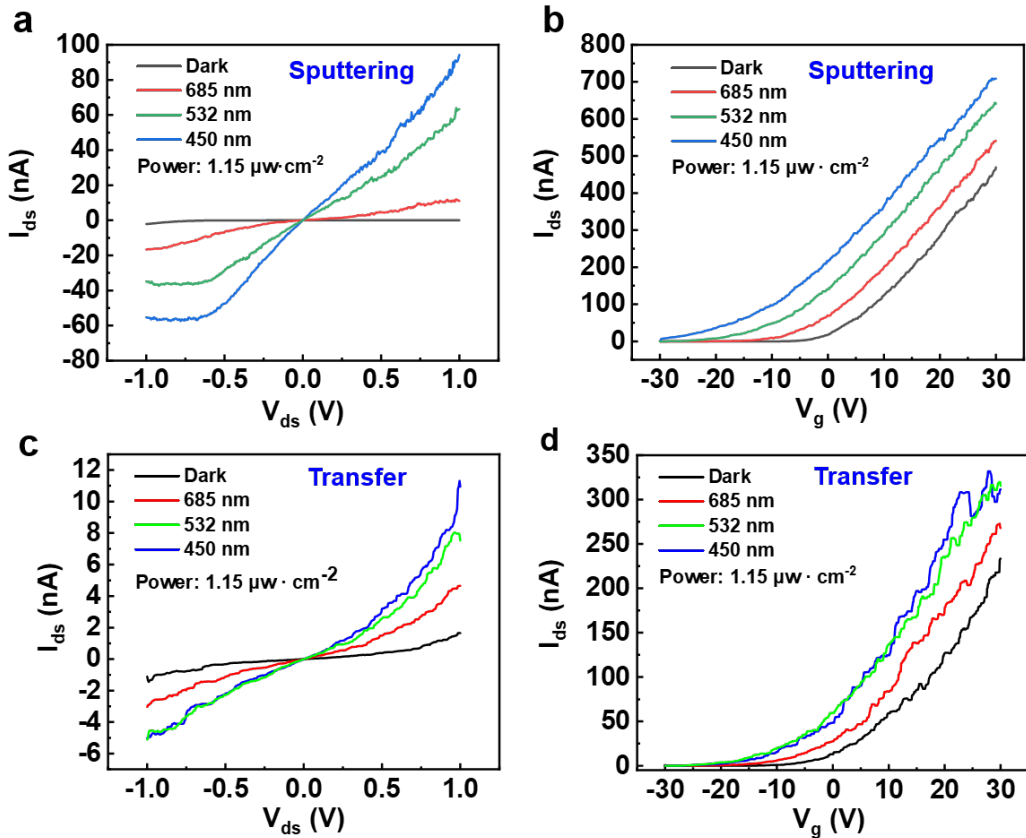 a
Sputtering
Dark
685 nm
532 nm
450 nm
Power: 1.15 μw·cm-2
Ids (nA)
100
80
60
40
20
0
-20
-40
-60
-80
-1.0 -0.5 0.0 0.5 1.0
Vds (V)
b
Sputtering
Dark
685 nm
532 nm
450 nm
Power: 1.15 μw · cm-2
Ids (nA)
800
700
600
500
400
300
200
100
0
-30 -20 -10 0 10 20 30
Vg (V)
c
Transfer
Dark
685 nm
532 nm
450 nm
Power: 1.15 μw · cm-2
Ids (nA)
12
10
8
6
4
2
0
-2
-4
-6
-1.0 -0.5 0.0 0.5 1.0
Vds (V)
d
Transfer
Dark
685 nm
532 nm
450 nm
Power: 1.15 μw · cm-2
Ids (nA)
350
300
250
200
150
100
50
0
-30 -20 -10 0 10 20 30
Vg (V)